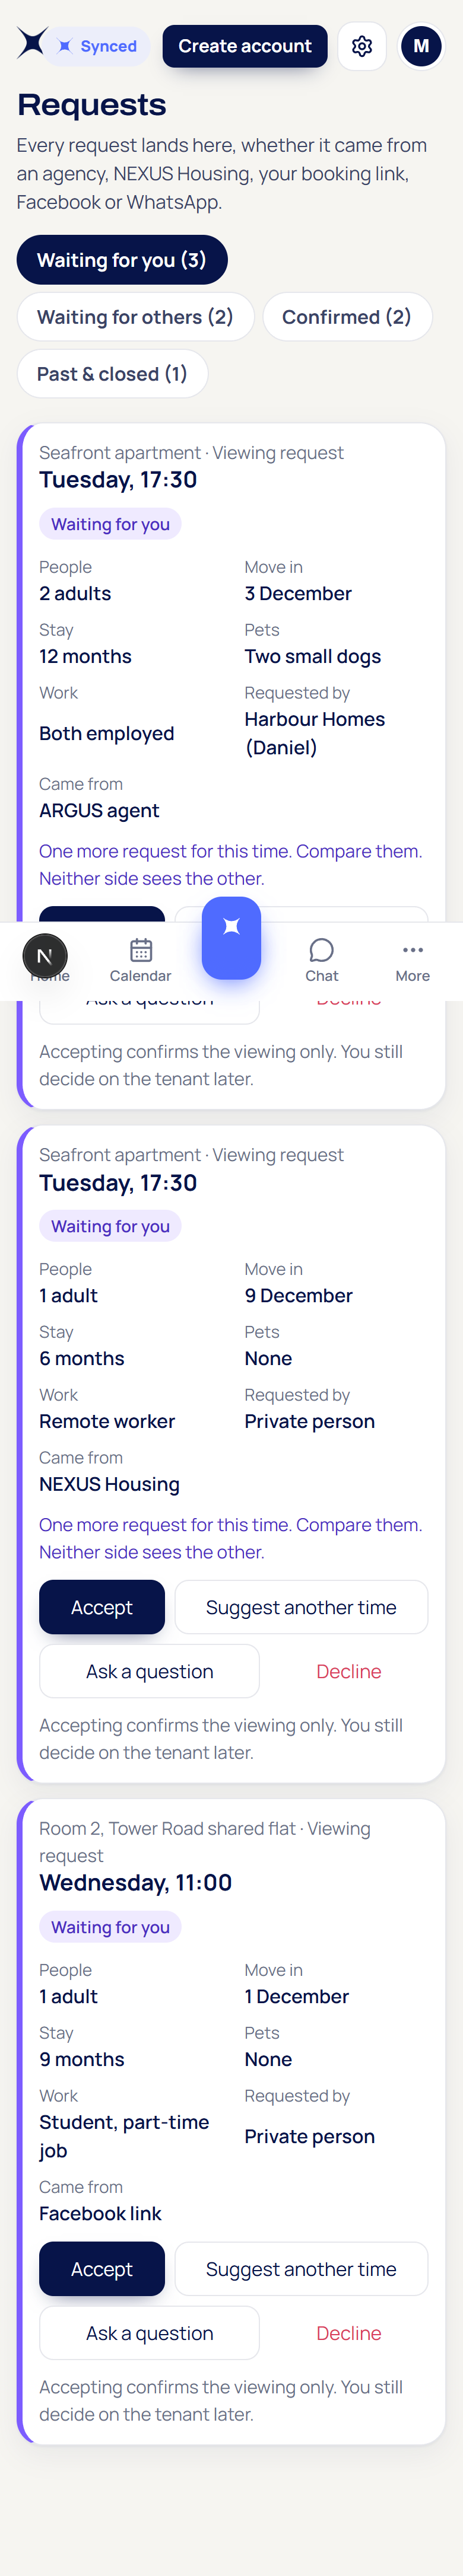 Synced
Create account
M
Requests
Every request lands here, whether it came from
an agency, NEXUS Housing, your booking link,
Facebook or WhatsApp.
Waiting for you (3)
Waiting for others (2)
Confirmed (2)
Past & closed (1)
Seafront apartment · Viewing request
Tuesday, 17:30
Waiting for you
People
Move in
2 adults
3 December
Stay
Pets
12 months
Two small dogs
Work
Requested by
Both employed
Harbour Homes
(Daniel)
Came from
ARGUS agent
One more request for this time. Compare them.
Neither side sees the other.
N
Home
Calendar
Chat
More
Ask a question
Decline
Accepting confirms the viewing only. You still
decide on the tenant later.
Seafront apartment · Viewing request
Tuesday, 17:30
Waiting for you
People
Move in
1 adult
9 December
Stay
Pets
6 months
None
Work
Requested by
Remote worker
Private person
Came from
NEXUS Housing
One more request for this time. Compare them.
Neither side sees the other.
Accept
Suggest another time
Ask a question
Decline
Accepting confirms the viewing only. You still
decide on the tenant later.
Room 2, Tower Road shared flat · Viewing
request
Wednesday, 11:00
Waiting for you
People
Move in
1 adult
1 December
Stay
Pets
9 months
None
Work
Requested by
Student, part-time
job
Private person
Came from
Facebook link
Accept
Suggest another time
Ask a question
Decline
Accepting confirms the viewing only. You still
decide on the tenant later.